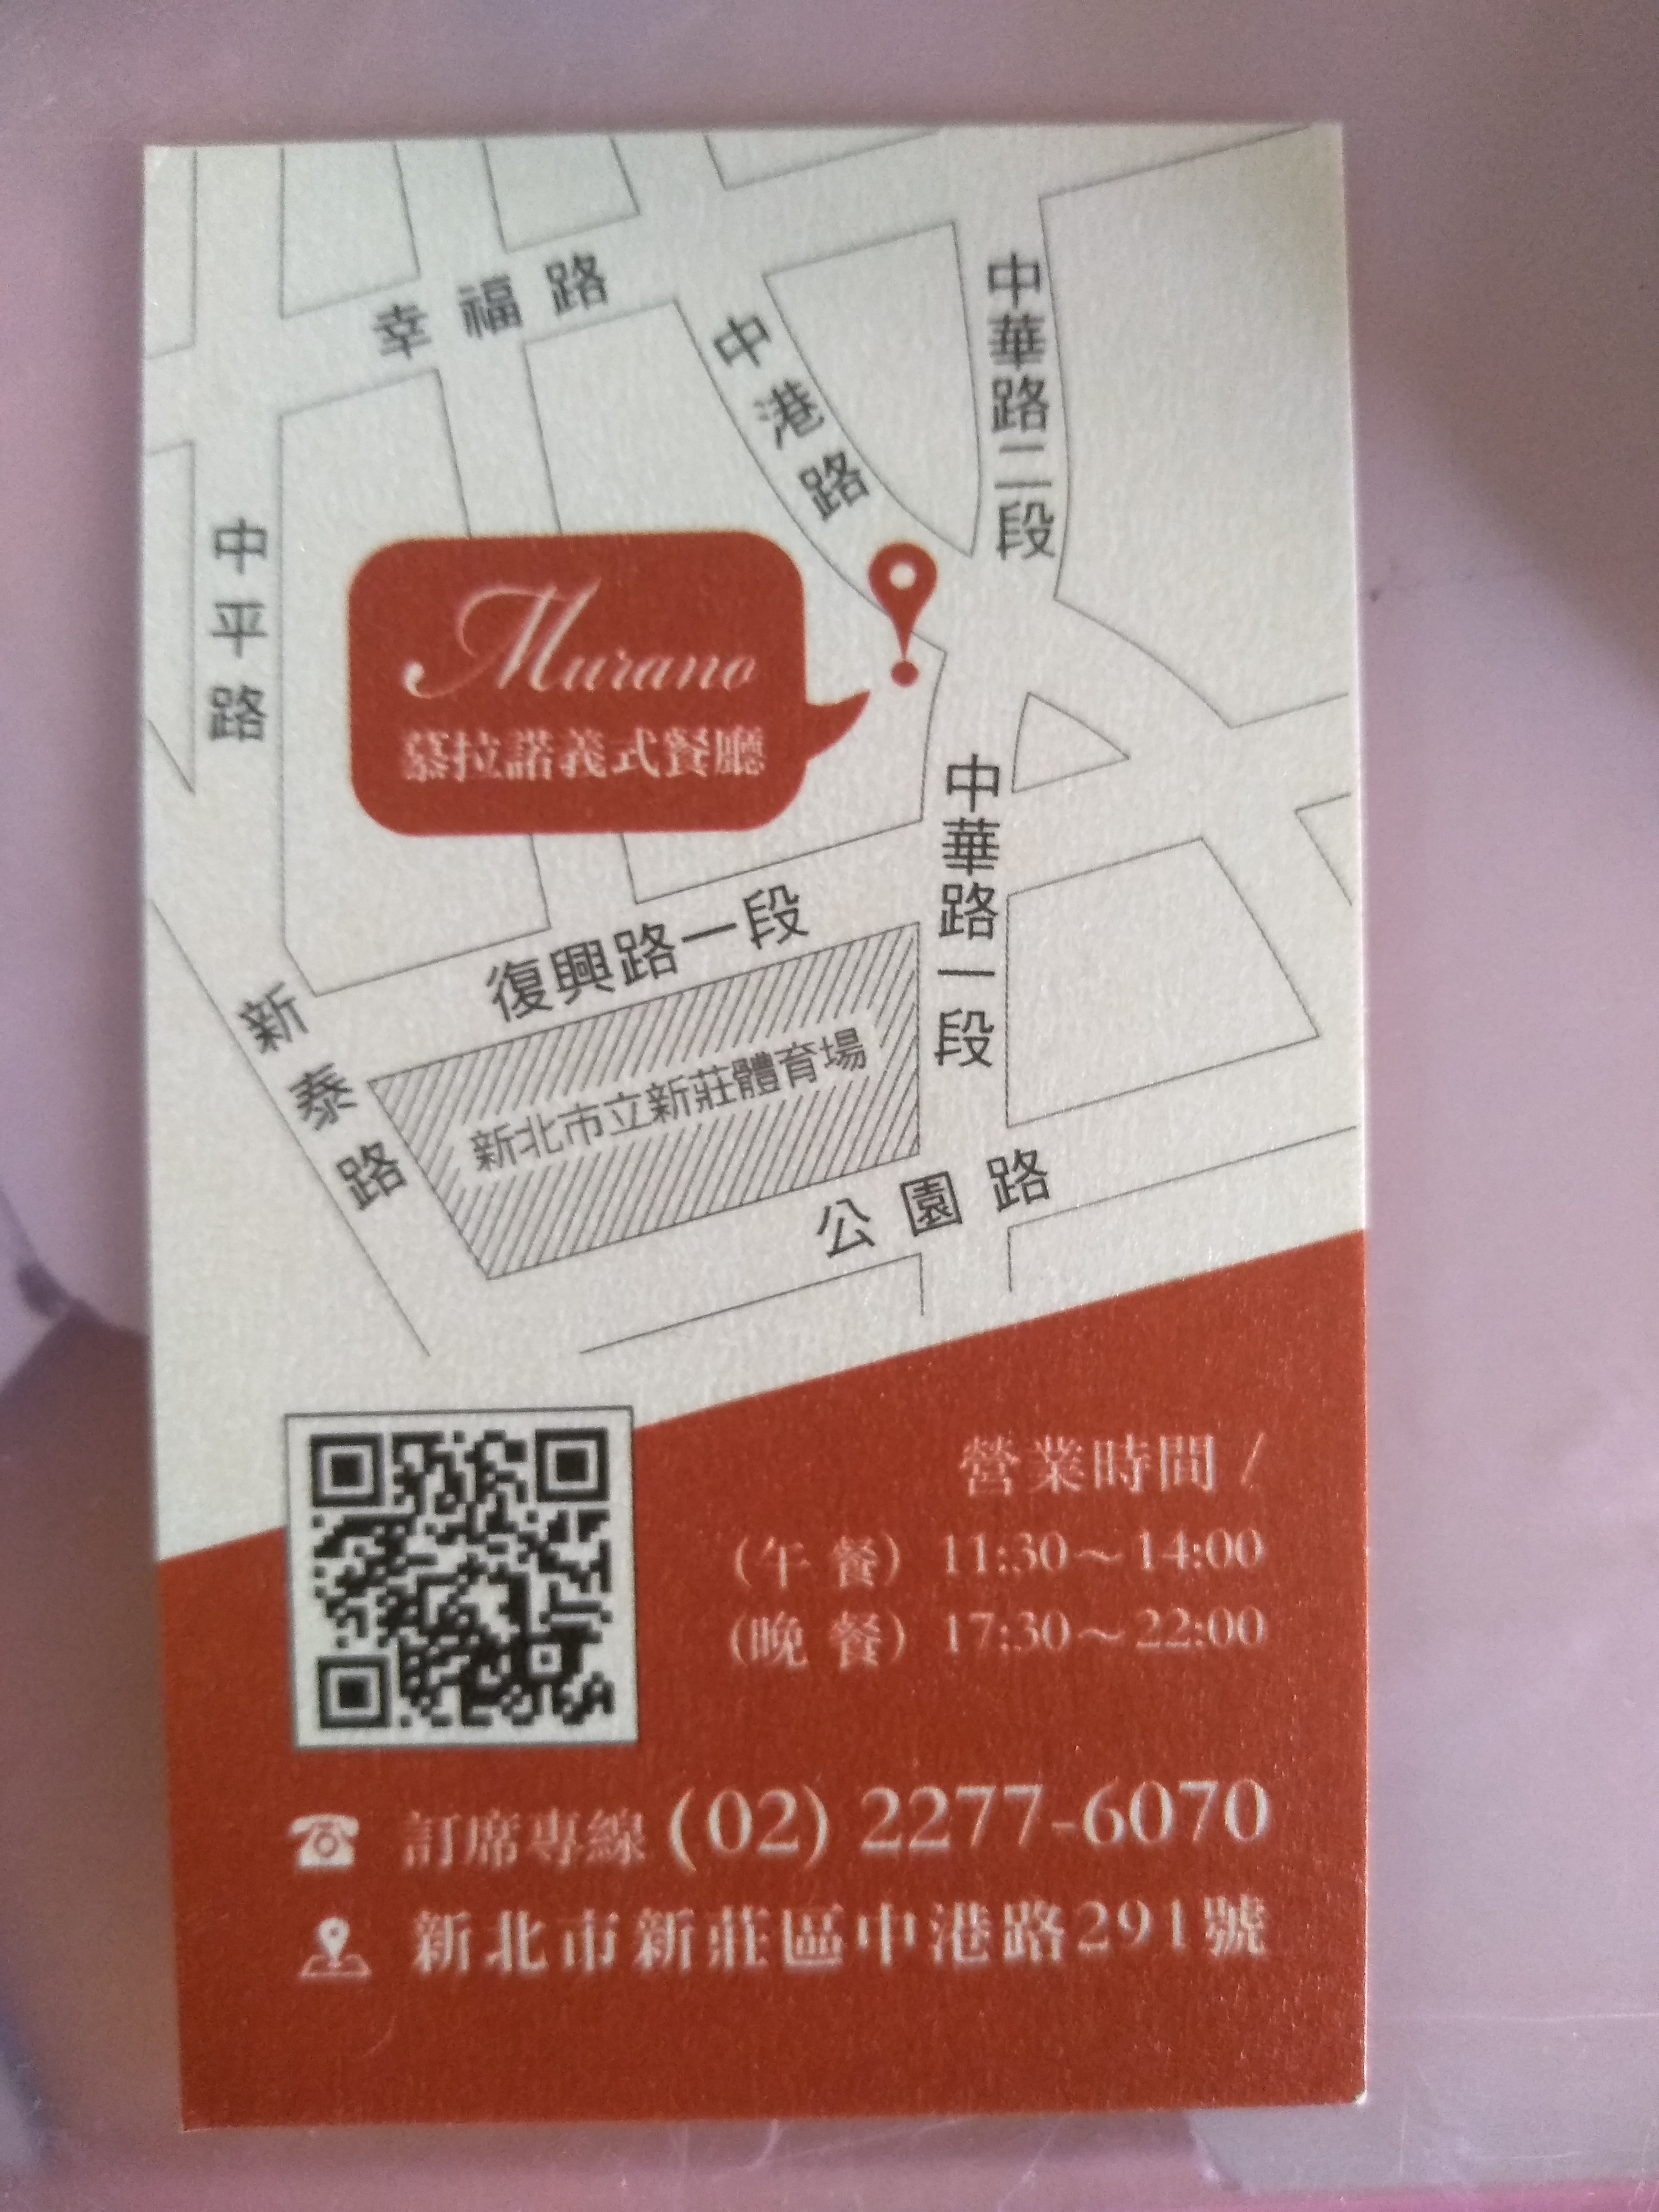 幸福路
中港路
中華路二段
中平路
Murano
慕拉諾義式餐廳
中華路一段
復興路一段
新泰路
新北市立新莊體育場
公園路
營業時間 /
(午 餐) 11:30～14:00
(晚 餐) 17:30～22:00
訂席專線 (02) 2277-6070
新北市新莊區中港路291號